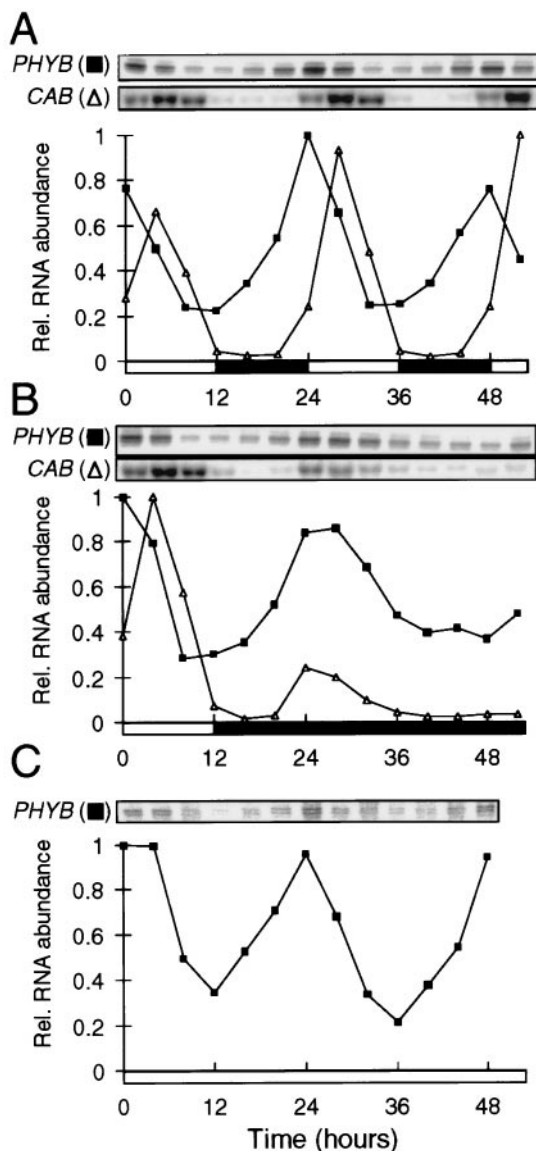 A
PHYB (■)
CAB (△)
Rel. RNA abundance
1
0.8
0.6
0.4
0.2
0
0 12 24 36 48
B
PHYB (■)
CAB (△)
Rel. RNA abundance
1
0.8
0.6
0.4
0.2
0
0 12 24 36 48
C
PHYB (■)
Rel. RNA abundance
1
0.8
0.6
0.4
0.2
0
0 12 24 36 48
Time (hours)